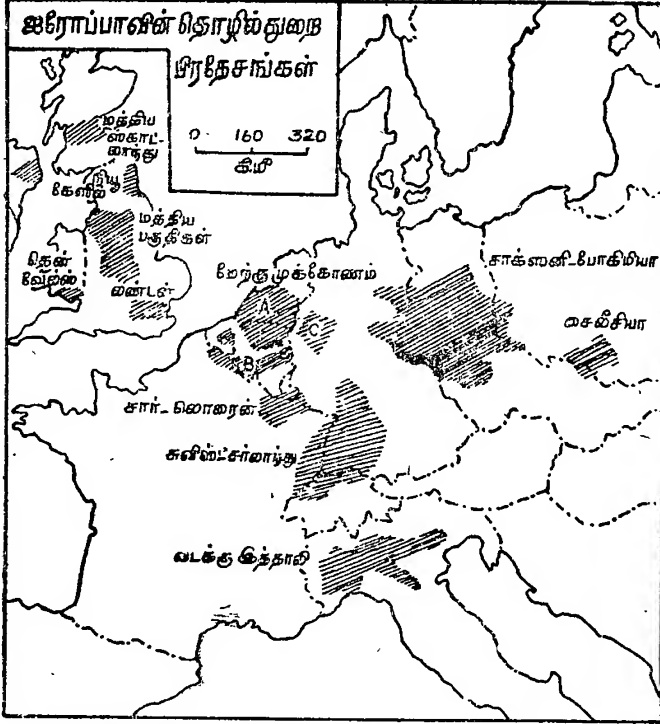 ஐரோப்பாவின் தொழில்துறை
பிரதேசங்கள்
0 160 320
கி.மீ
மத்திய
ஸ்காட்-
லாந்து
நியூ
கேஸில்
மத்திய
பகுதிகள்
தென்
வேல்ஸ்
லண்டன்
மேற்கு முக்கோணம்
A
C
B
சாக்ஸனி-போகிமியா
சைலீசியா
சார்-லொரைன்
சுவிஸ்ட்சர்லாந்து
வடக்கு இத்தாலி